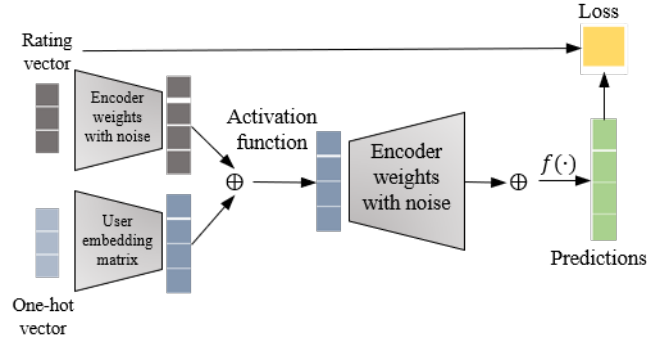 Loss
Rating
vector
Encoder
weights
with noise
Activation
function
Encoder
weights
with noise
⊕
⊕
f(·)
User
embedding
matrix
Predictions
One-hot
vector